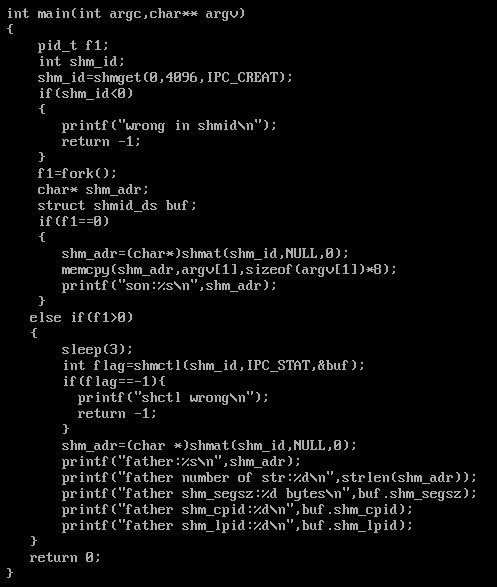 int main(int argc,char** argv)
{
    pid_t f1;
    int shm_id;
    shm_id=shmget(0,4096,IPC_CREAT);
    if(shm_id<0)
    {
       printf("wrong in shmid\n");
       return -1;
    }
    f1=fork();
    char* shm_adr;
    struct shmid_ds buf;
    if(f1==0)
    {
       shm_adr=(char*)shmat(shm_id,NULL,0);
       memcpy(shm_adr,argv[1],sizeof(argv[1])*8);
       printf("son:%s\n",shm_adr);
    }
   else if(f1>0)
   {
       sleep(3);
       int flag=shmctl(shm_id,IPC_STAT,&buf);
       if(flag==-1){
         printf("shctl wrong\n");
         return -1;
       }
       shm_adr=(char *)shmat(shm_id,NULL,0);
       printf("father:%s\n",shm_adr);
       printf("father number of str:%d\n",strlen(shm_adr));
       printf("father shm_segsz:%d bytes\n",buf.shm_segsz);
       printf("father shm_cpid:%d\n",buf.shm_cpid);
       printf("father shm_lpid:%d\n",buf.shm_lpid);
   }
   return 0;
}